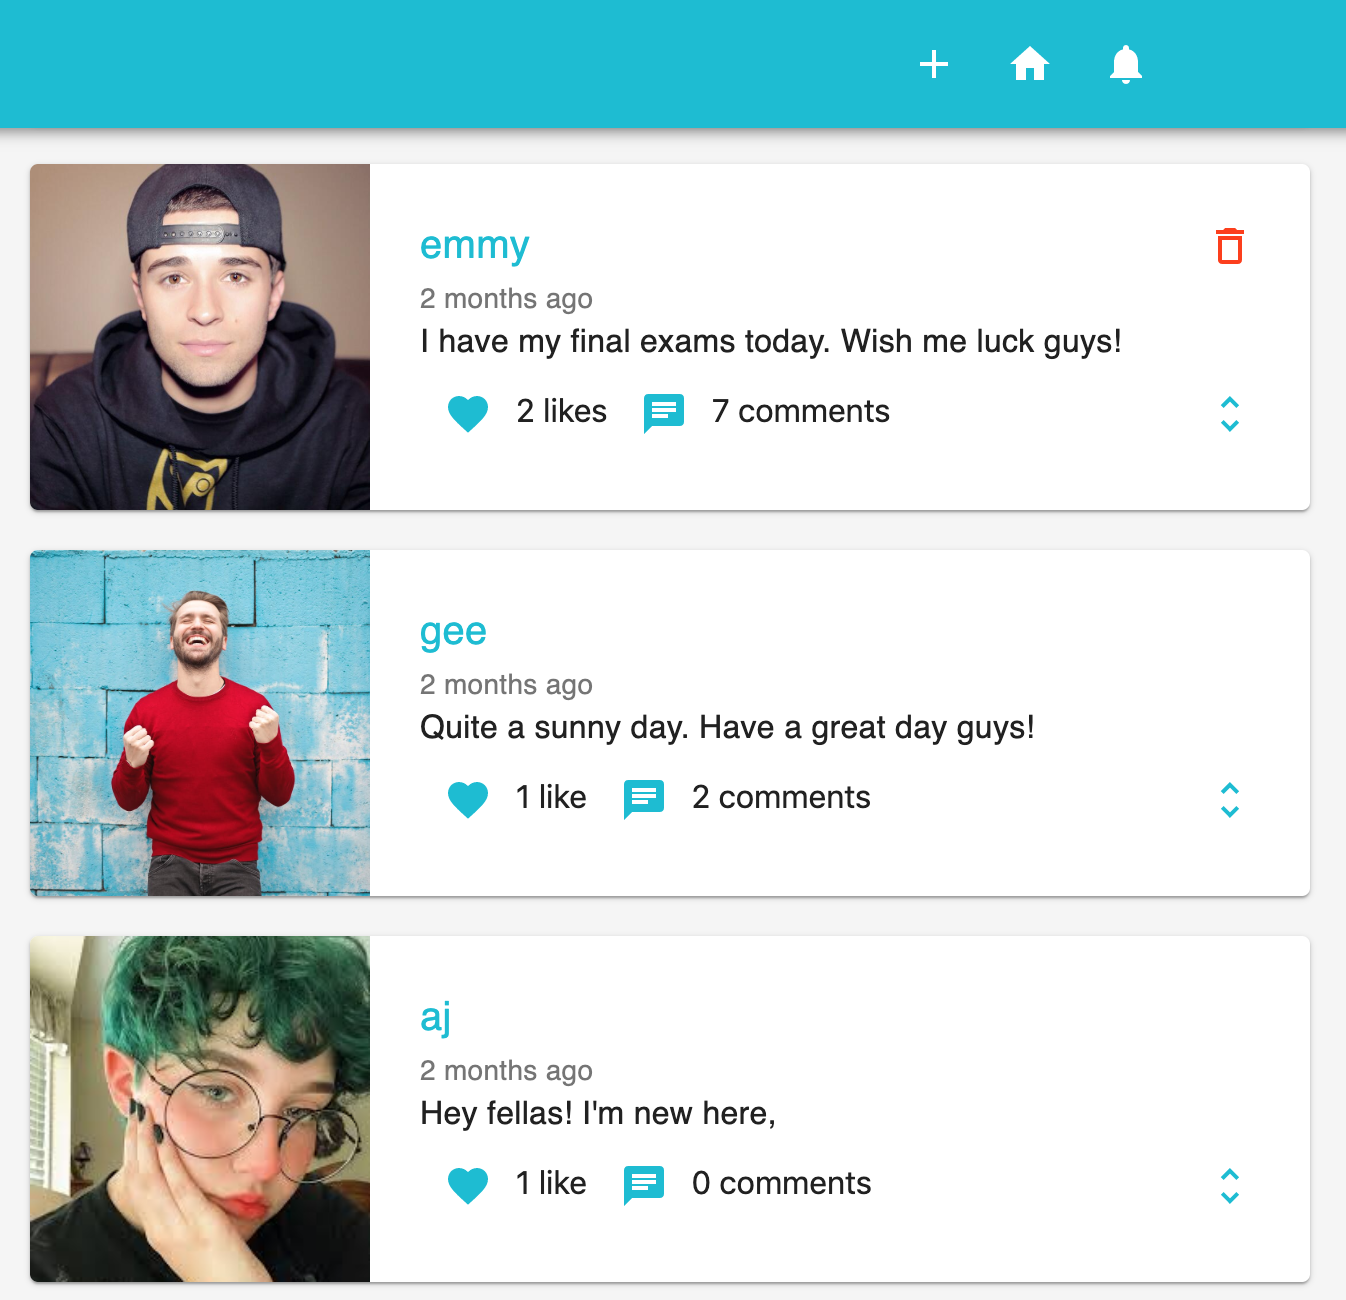 emmy
2 months ago
I have my final exams today. Wish me luck guys!
2 likes 7 comments
gee
2 months ago
Quite a sunny day. Have a great day guys!
1 like 2 comments
aj
2 months ago
Hey fellas! I'm new here,
1 like 0 comments